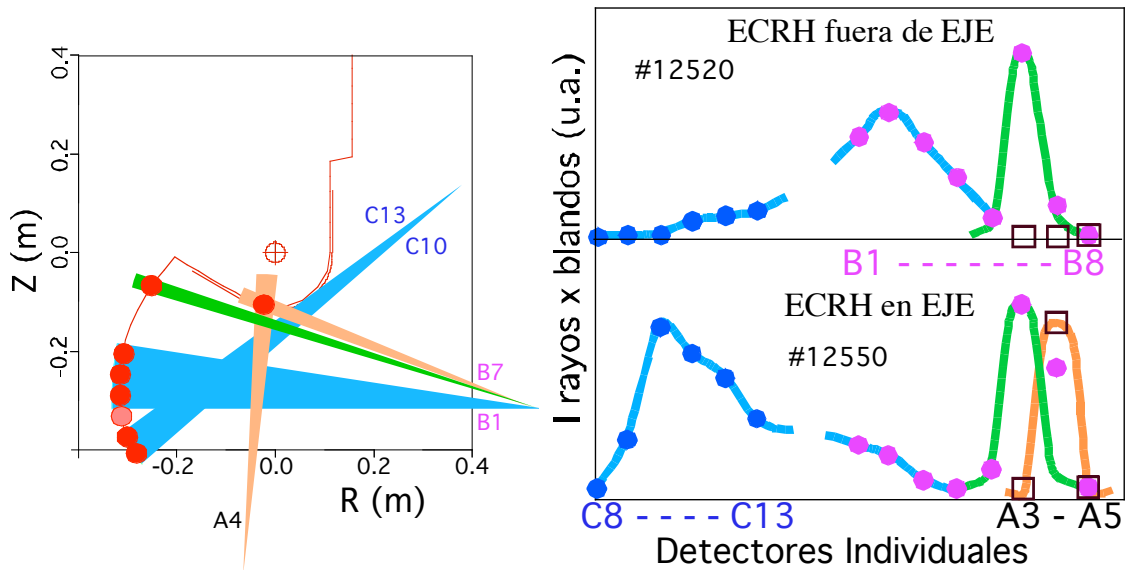 0.4
0.2
0.0
-0.2
Z (m)
-0.2
0.0
0.2
0.4
R (m)
C13
C10
B7
B1
A4
I rayos x blandos (u.a.)
ECRH fuera de EJE
#12520
B1 - - - - - - - B8
ECRH en EJE
#12550
C8 - - - - C13
A3 - A5
Detectores Individuales